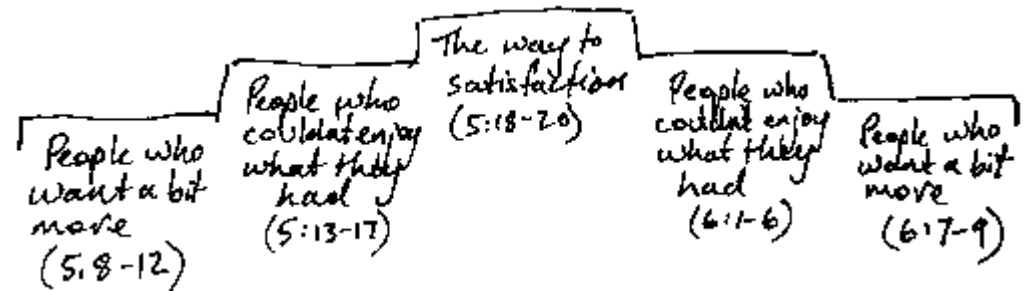 People who
want a bit
more
(5:8-12)
People who
couldnt enjoy
what they
had
(5:13-17)
The way to
satisfaction
(5:18-20)
People who
couldnt enjoy
what they
had
(6:1-6)
People who
want a bit
more
(6:7-9)